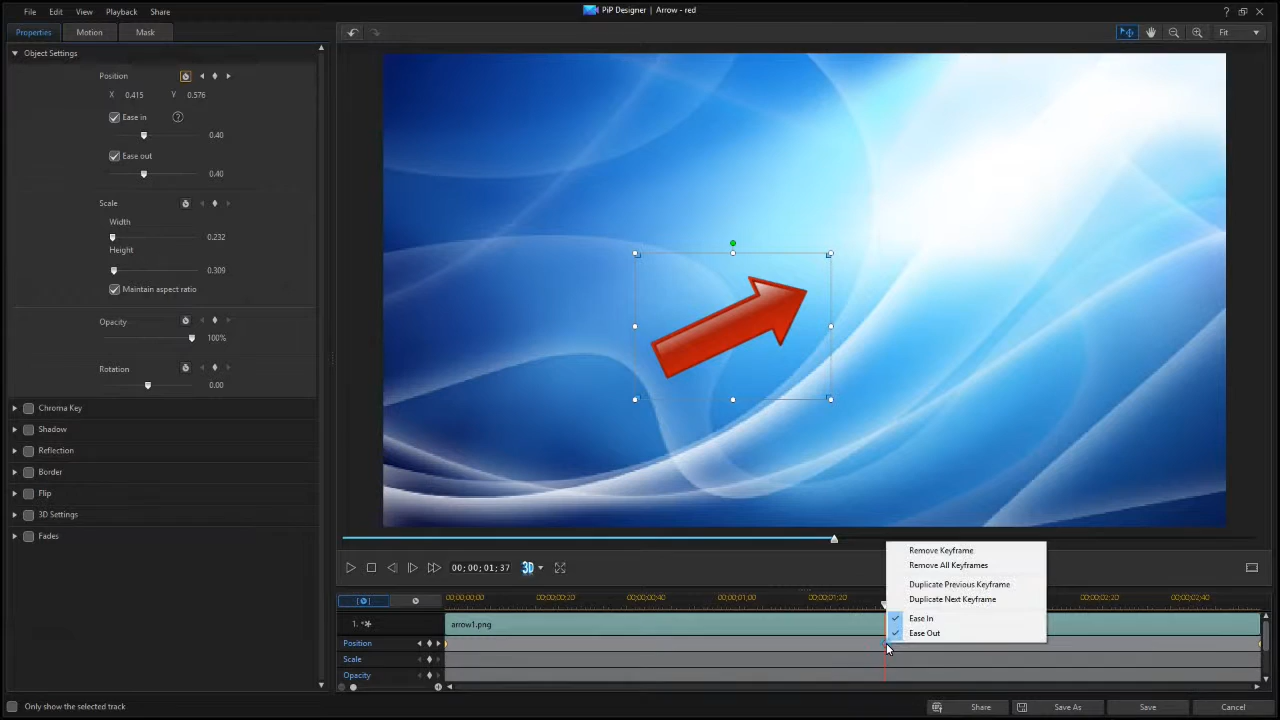 File Edit View Playback Share
PiP Designer | Arrow - red
?
Properties Motion Mask
Fit
Object Settings
Position
X 0.415 Y 0.576
Ease in ?
0.40
Ease out
0.40
Scale
Width
0.232
Height
0.309
Maintain aspect ratio
Opacity
100%
Rotation
0.00
Chroma Key
Shadow
Reflection
Border
Flip
3D Settings
Fades
00;00;01;37 3D
Remove Keyframe
Remove All Keyframes
Duplicate Previous Keyframe
Duplicate Next Keyframe
Ease In
Ease Out
00;00;00;00 00;00;00;20 00;00;00;40 00;00;01;00 00;00;01;20 00;00;02;20 00;00;02;40
1. arrow1.png
Position
Scale
Opacity
Only show the selected track
Share Save As Save Cancel